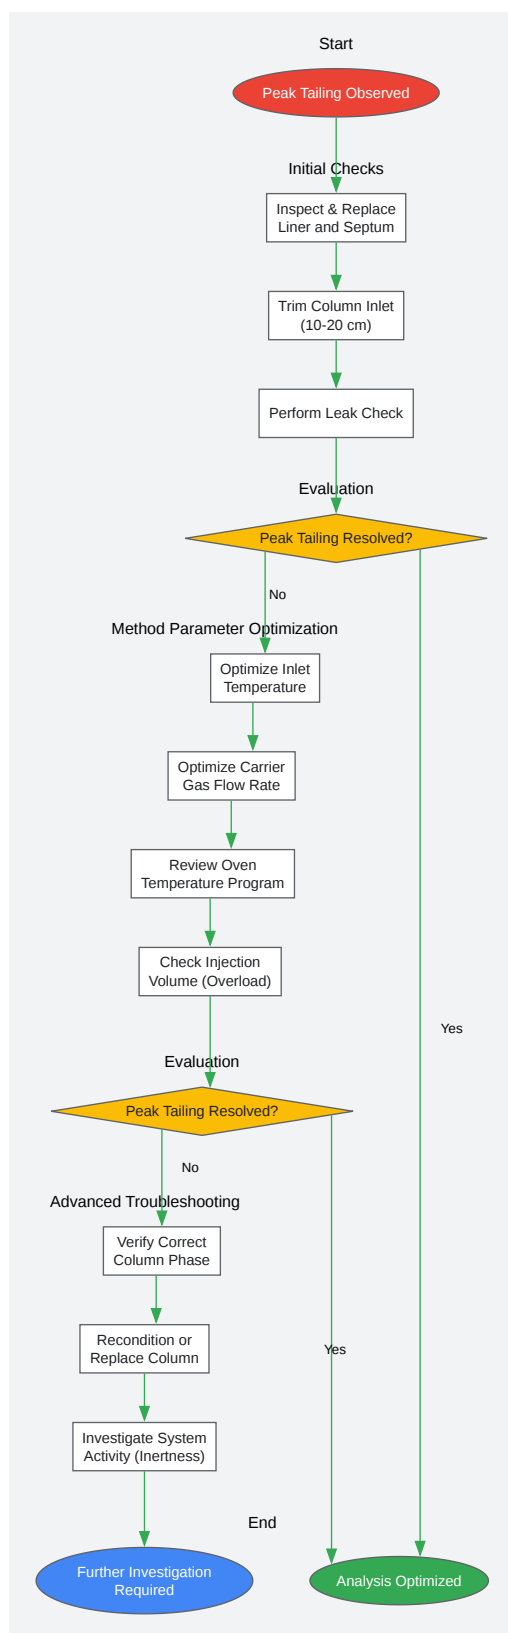 Start
Peak Tailing Observed
Initial Checks
Inspect & Replace
Liner and Septum
Trim Column Inlet
(10-20 cm)
Perform Leak Check
Evaluation
Peak Tailing Resolved?
No
Method Parameter Optimization
Optimize Inlet
Temperature
Optimize Carrier
Gas Flow Rate
Review Oven
Temperature Program
Check Injection
Volume (Overload)
Yes
Evaluation
Peak Tailing Resolved?
No
Advanced Troubleshooting
Verify Correct
Column Phase
Recondition or
Replace Column
Yes
Investigate System
Activity (Inertness)
End
Further Investigation
Required
Analysis Optimized